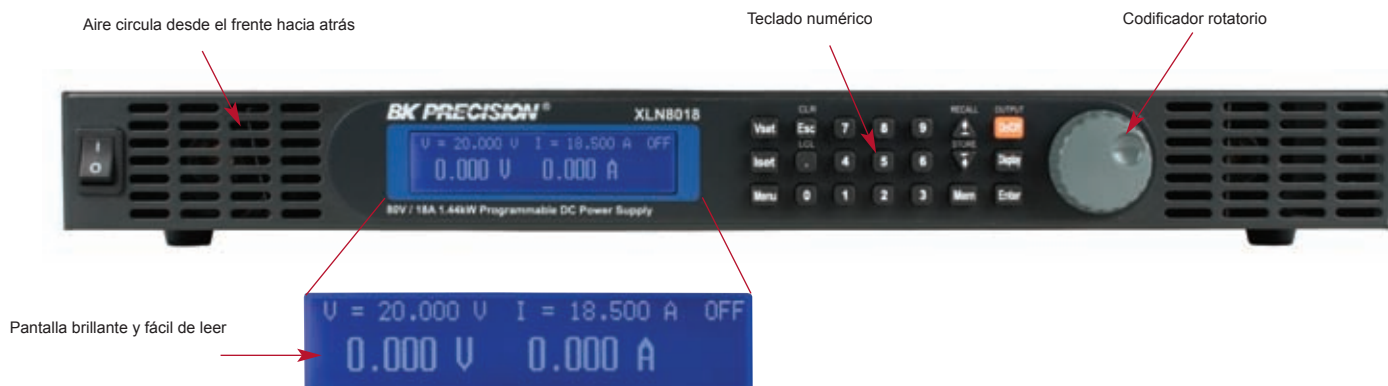 Aire circula desde el frente hacia atrás
Teclado numérico
Codificador rotatorio
BK PRECISION® XLN8018
V = 20.000 V I = 18.500 A OFF
0.000 V 0.000 A
80V / 18A 1.44kW Programmable DC Power Supply
I
O
CLR RECALL OUTPUT
Vset Esc 7 8 9 On/Off
LCL STORE
Iset . 4 5 6 Display
Menu 0 1 2 3 Mem Enter
Pantalla brillante y fácil de leer
V = 20.000 V I = 18.500 A OFF
0.000 V 0.000 A